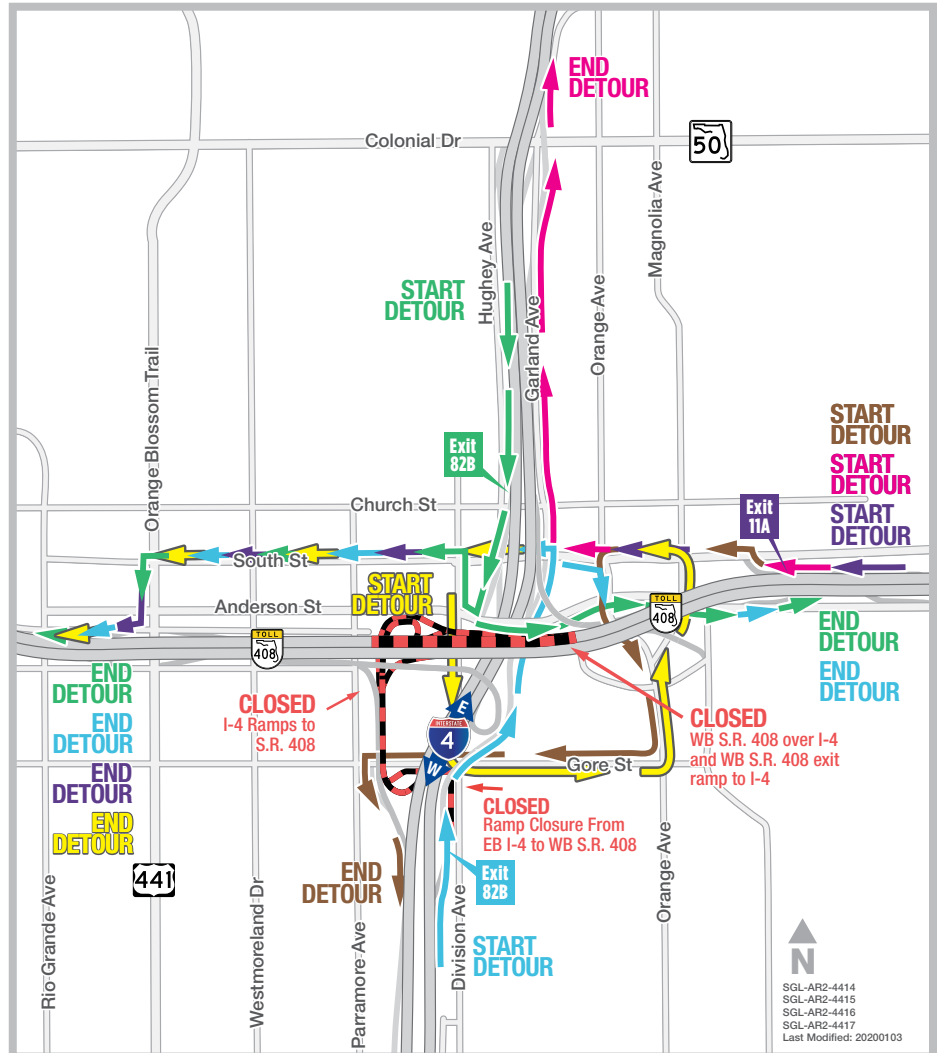 END
DETOUR
Colonial Dr
50
Magnolia Ave
Hughey Ave
START
DETOUR
Garland Ave
Orange Ave
Orange Blossom Trail
START
DETOUR
START
DETOUR
START
DETOUR
Exit
82B
Exit
11A
Church St
South St
START
DETOUR
Anderson St
TOLL
408
TOLL
408
END
DETOUR
END
DETOUR
END
DETOUR
END
DETOUR
END
DETOUR
END
DETOUR
CLOSED
I-4 Ramps to
S.R. 408
E
INTERSTATE
4
W
CLOSED
WB S.R. 408 over I-4
and WB S.R. 408 exit
ramp to I-4
Gore St
CLOSED
Ramp Closure From
EB I-4 to WB S.R. 408
441
END
DETOUR
Exit
82B
START
DETOUR
Rio Grande Ave
Westmoreland Dr
Parramore Ave
Division Ave
Orange Ave
N
SGL-AR2-4414
SGL-AR2-4415
SGL-AR2-4416
SGL-AR2-4417
Last Modified: 20200103